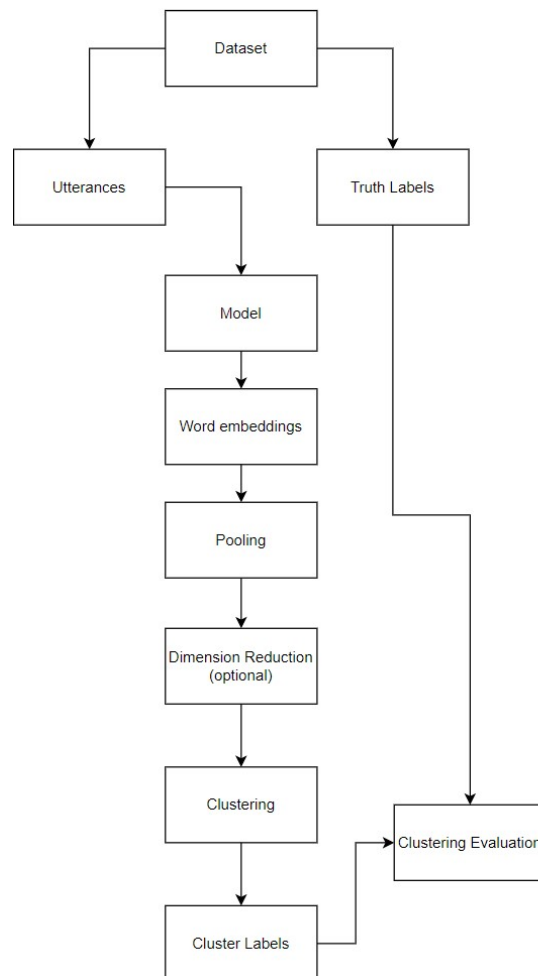 Dataset
Utterances
Truth Labels
Model
Word embeddings
Pooling
Dimension Reduction
(optional)
Clustering
Clustering Evaluation
Cluster Labels